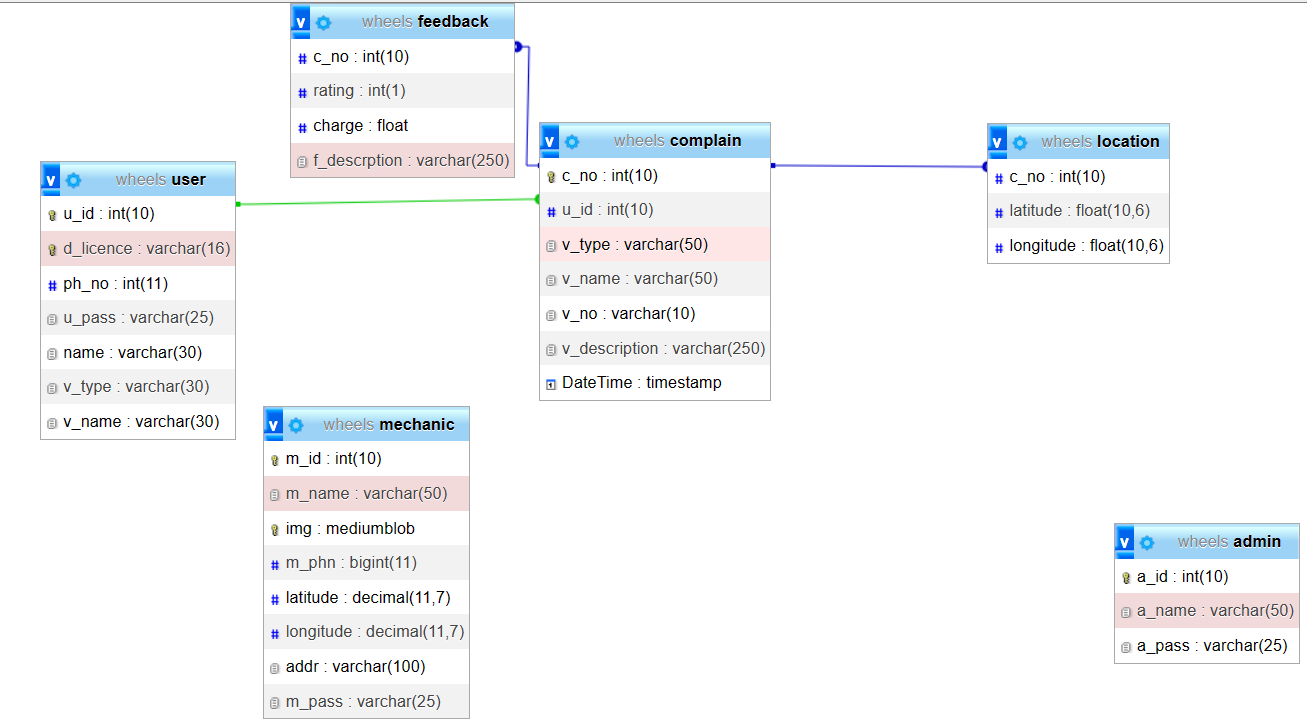 v wheels feedback
c_no : int(10)
rating : int(1)
charge : float
f_descrption : varchar(250)
v wheels complain
c_no : int(10)
u_id : int(10)
v_type : varchar(50)
v_name : varchar(50)
v_no : varchar(10)
v_description : varchar(250)
DateTime : timestamp
v wheels location
c_no : int(10)
latitude : float(10,6)
longitude : float(10,6)
v wheels user
u_id : int(10)
d_licence : varchar(16)
ph_no : int(11)
u_pass : varchar(25)
name : varchar(30)
v_type : varchar(30)
v_name : varchar(30)
v wheels mechanic
m_id : int(10)
m_name : varchar(50)
img : mediumblob
m_phn : bigint(11)
latitude : decimal(11,7)
longitude : decimal(11,7)
addr : varchar(100)
m_pass : varchar(25)
v wheels admin
a_id : int(10)
a_name : varchar(50)
a_pass : varchar(25)